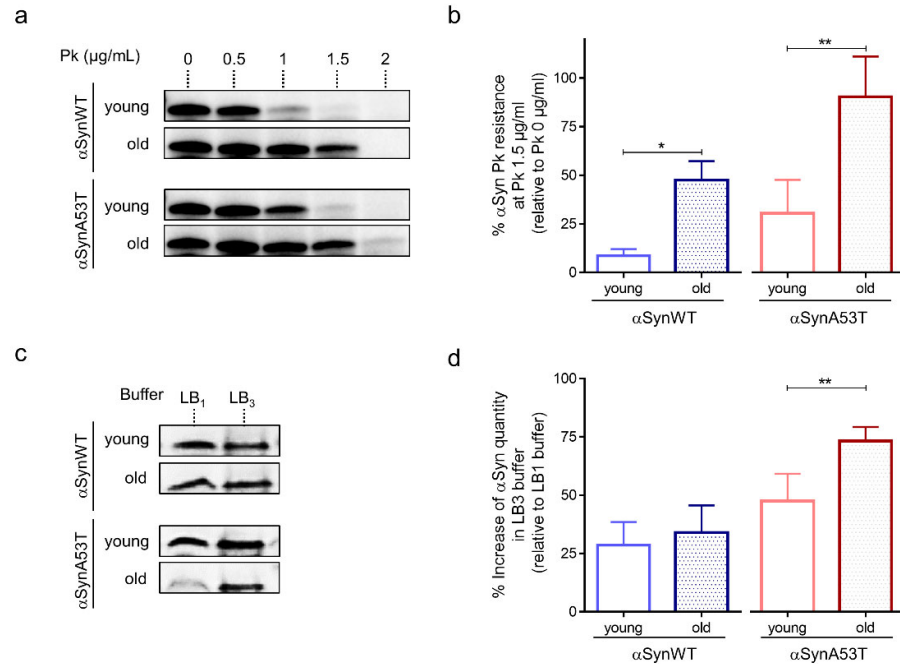 a
Pk (µg/mL) 0 0.5 1 1.5 2
αSynWT
young
old
αSynA53T
young
old
b
% αSyn Pk resistance
at Pk 1.5 µg/ml
(relative to Pk 0 µg/ml)
100
75
50
25
0
*
**
young old young old
αSynWT αSynA53T
c
Buffer LB₁ LB₃
αSynWT
young
old
αSynA53T
young
old
d
% Increase of αSyn quantity
in LB3 buffer
(relative to LB1 buffer)
100
75
50
25
0
**
young old young old
αSynWT αSynA53T